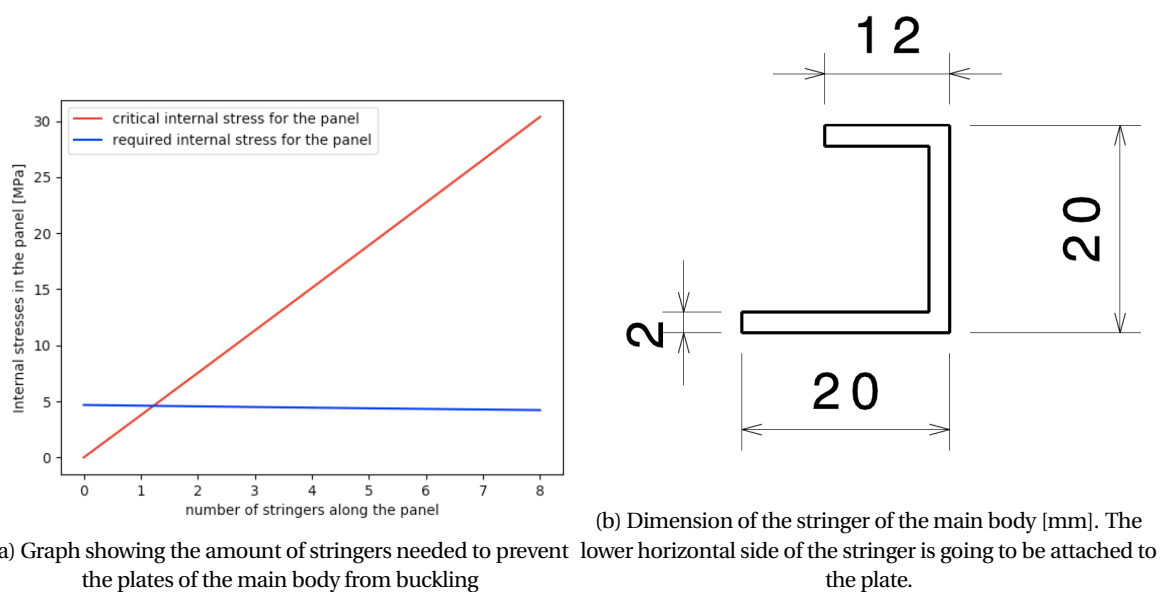 critical internal stress for the panel
required internal stress for the panel
Internal stresses in the panel [MPa]
30
25
20
15
10
5
0
0 1 2 3 4 5 6 7 8
number of stringers along the panel
a) Graph showing the amount of stringers needed to prevent
the plates of the main body from buckling
12
20
2
20
(b) Dimension of the stringer of the main body [mm]. The
lower horizontal side of the stringer is going to be attached to
the plate.